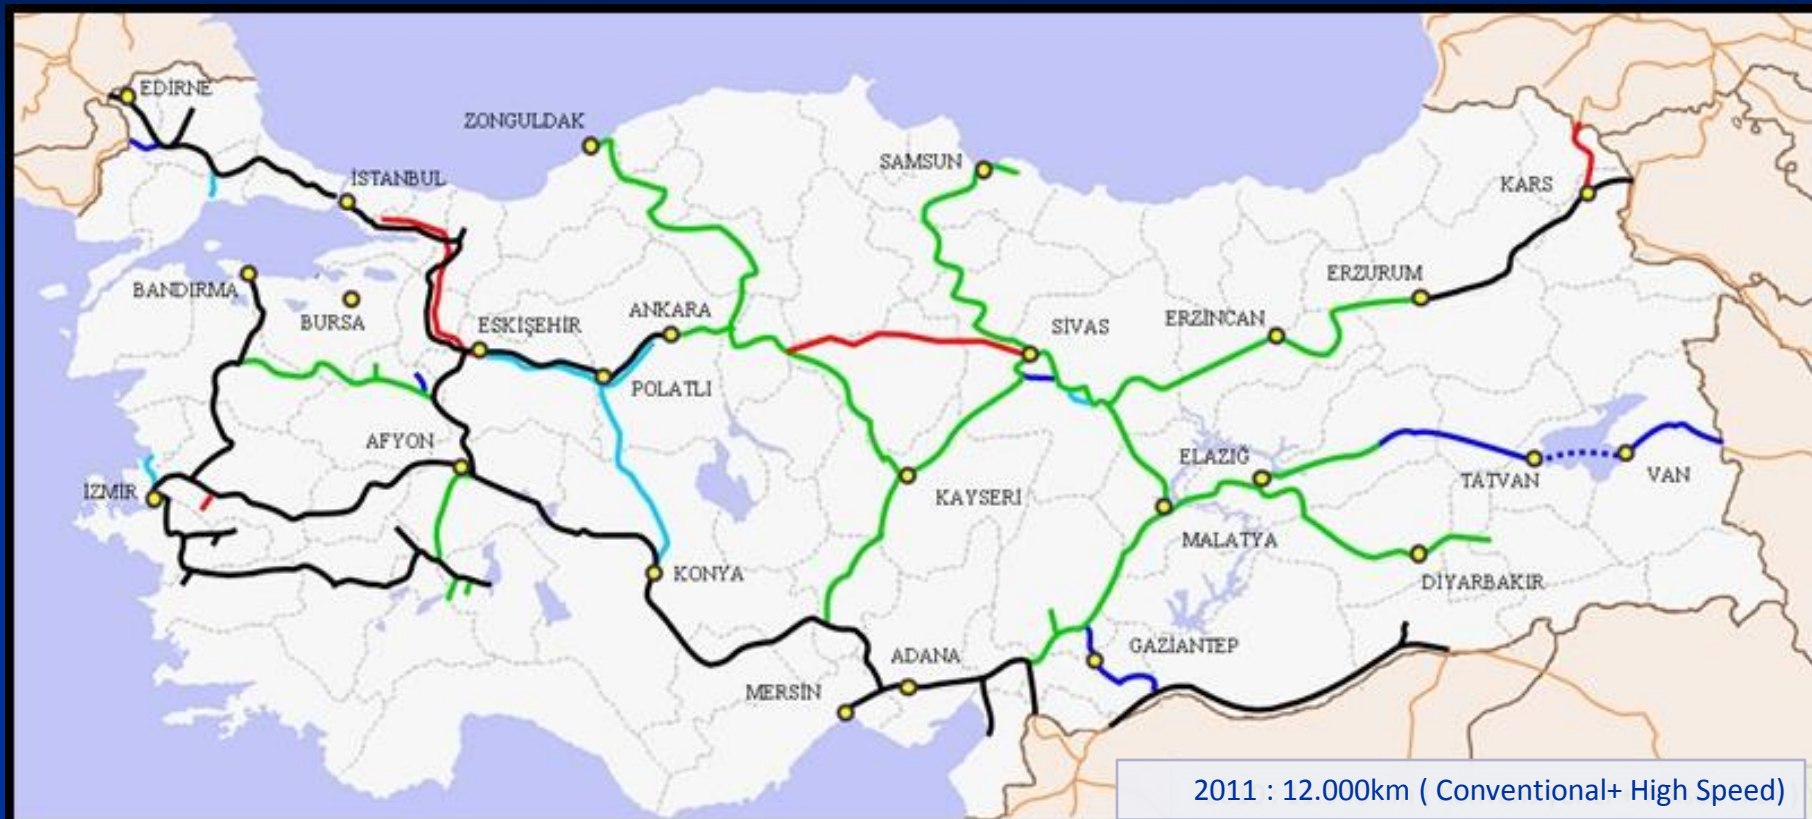 EDİRNE
ZONGULDAK
SAMSUN
İSTANBUL
KARS
BANDIRMA
BURSA
ESKİŞEHİR
ANKARA
SİVAS
ERZİNCAN
ERZURUM
POLATLI
AFYON
ELAZIĞ
TATVAN
VAN
İZMİR
KAYSERİ
MALATYA
KONYA
DİYARBAKIR
GAZİANTEP
ADANA
MERSİN
2011 : 12.000km ( Conventional+ High Speed)